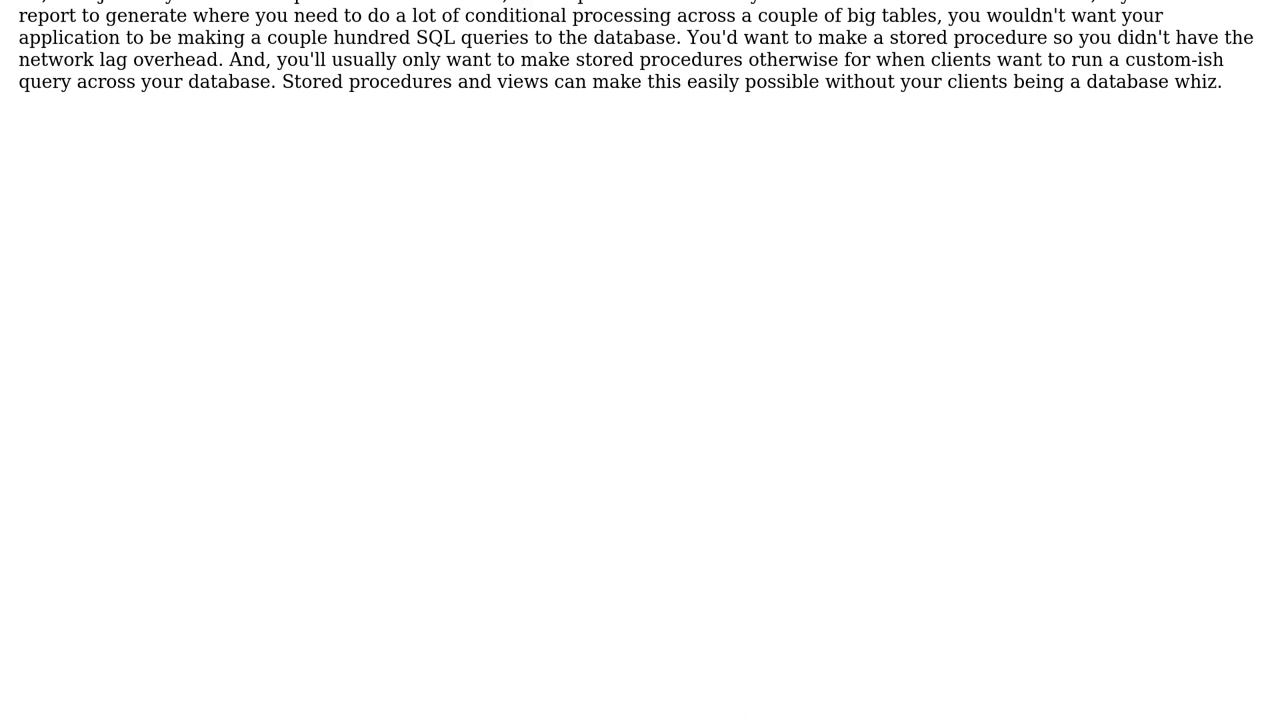 report to generate where you need to do a lot of conditional processing across a couple of big tables, you wouldn't want your
application to be making a couple hundred SQL queries to the database. You'd want to make a stored procedure so you didn't have the
network lag overhead. And, you'll usually only want to make stored procedures otherwise for when clients want to run a custom-ish
query across your database. Stored procedures and views can make this easily possible without your clients being a database whiz.